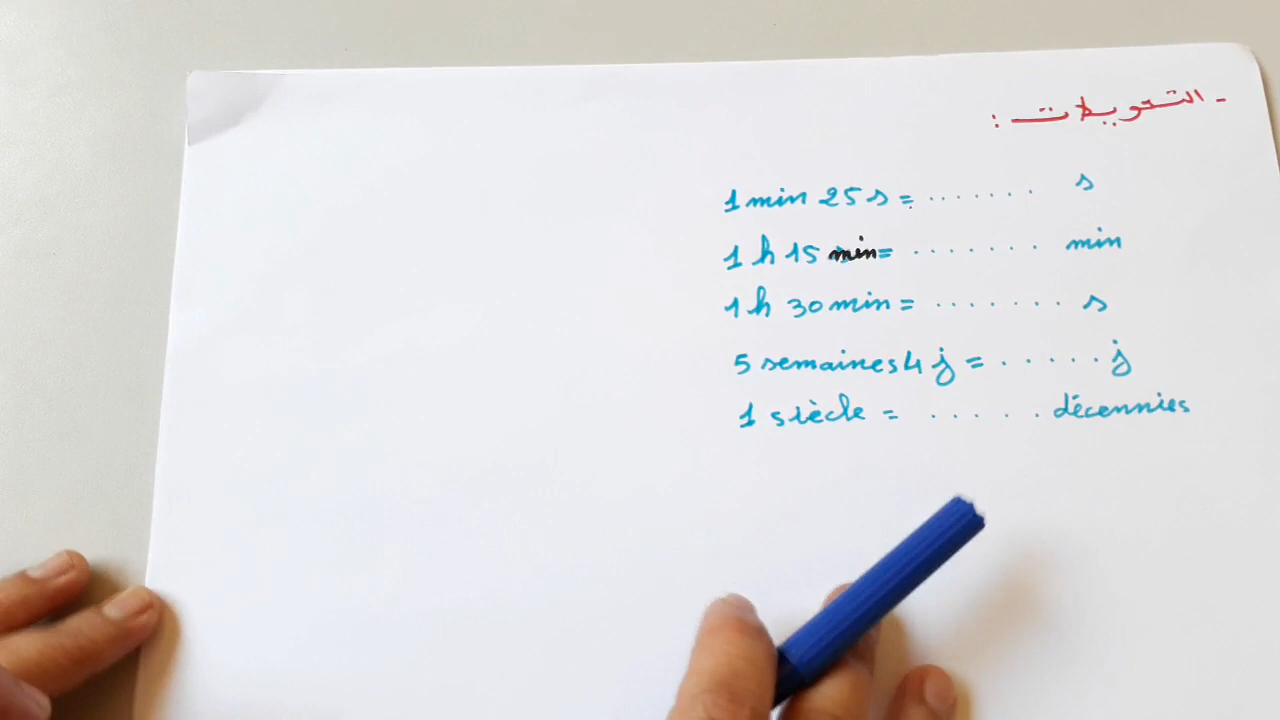 - التحويلات :
1 min 25 s = ....... s
1 h 15 min = ....... min
1 h 30 min = ....... s
5 semaines 4 j = ..... j
1 siècle = ..... décennies